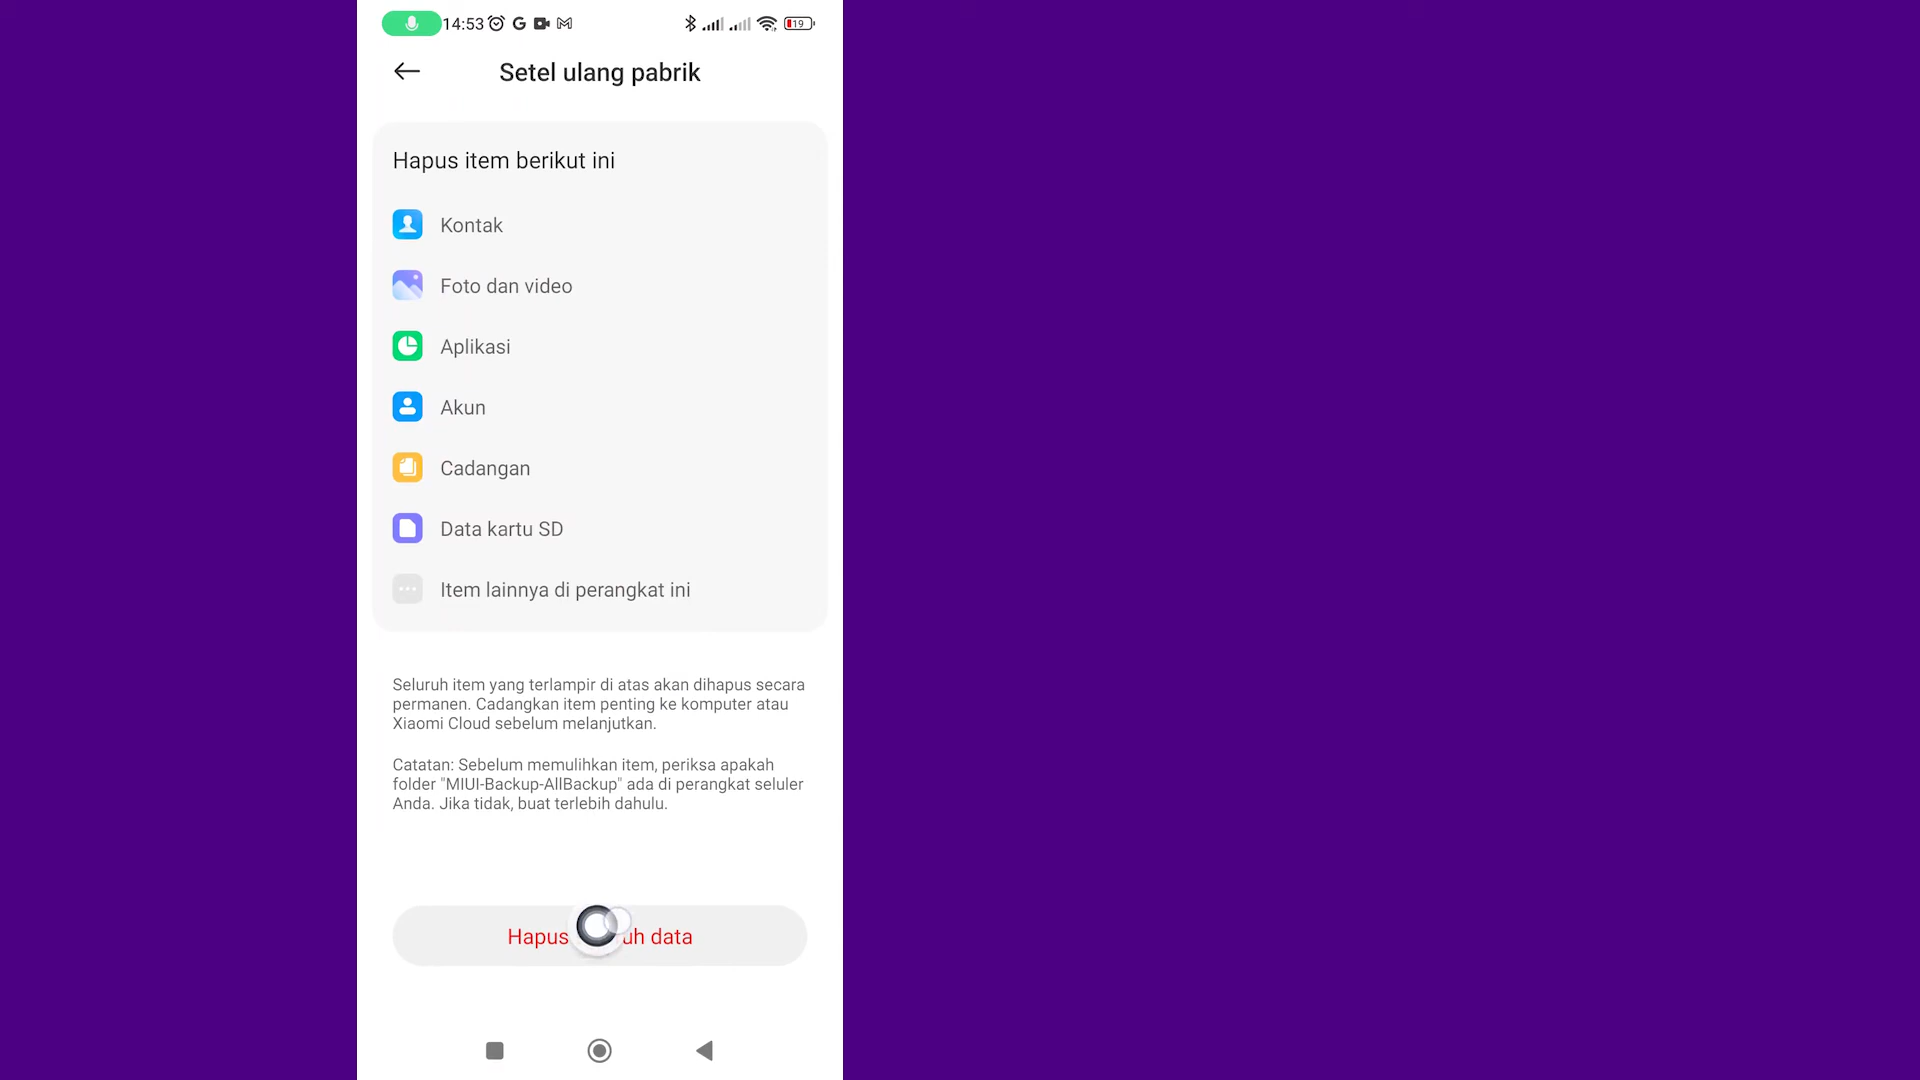 14:53
19
Setel ulang pabrik
Hapus item berikut ini
Kontak
Foto dan video
Aplikasi
Akun
Cadangan
Data kartu SD
Item lainnya di perangkat ini
Seluruh item yang terlampir di atas akan dihapus secara
permanen. Cadangkan item penting ke komputer atau
Xiaomi Cloud sebelum melanjutkan.
Catatan: Sebelum memulihkan item, periksa apakah
folder "MIUI-Backup-AllBackup" ada di perangkat seluler
Anda. Jika tidak, buat terlebih dahulu.
Hapus data